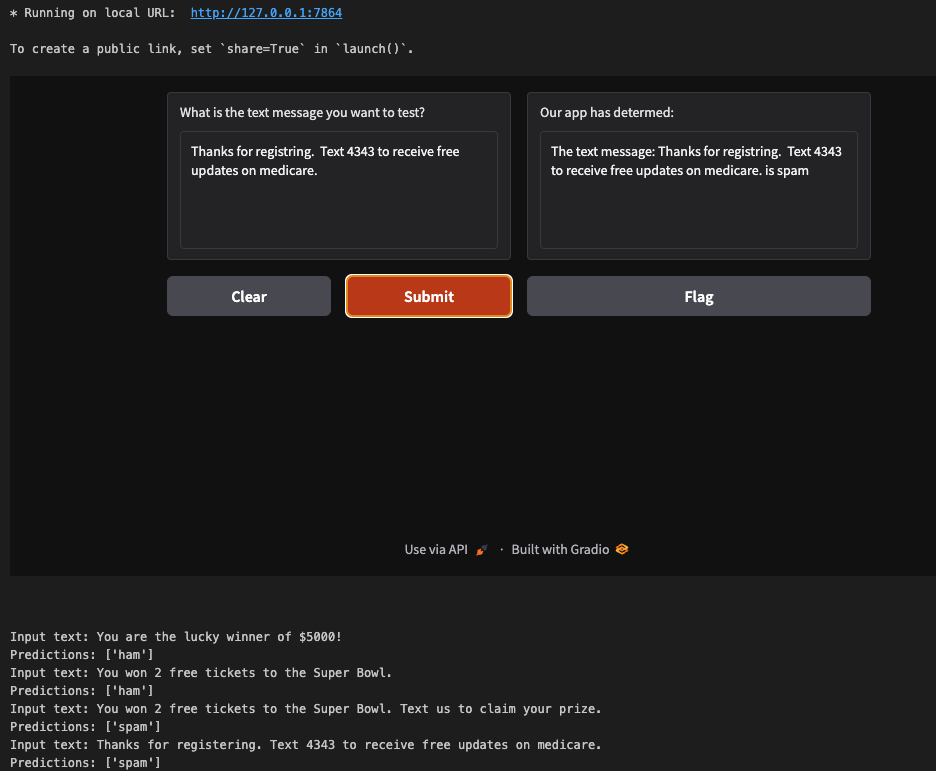 * Running on local URL:  http://127.0.0.1:7864
To create a public link, set `share=True` in `launch()`.
What is the text message you want to test?
Thanks for registring.  Text 4343 to receive free
updates on medicare.
Our app has determed:
The text message: Thanks for registring.  Text 4343
to receive free updates on medicare. is spam
Clear
Submit
Flag
Use via API
·
Built with Gradio
Input text: You are the lucky winner of $5000!
Predictions: ['ham']
Input text: You won 2 free tickets to the Super Bowl.
Predictions: ['ham']
Input text: You won 2 free tickets to the Super Bowl. Text us to claim your prize.
Predictions: ['spam']
Input text: Thanks for registering. Text 4343 to receive free updates on medicare.
Predictions: ['spam']